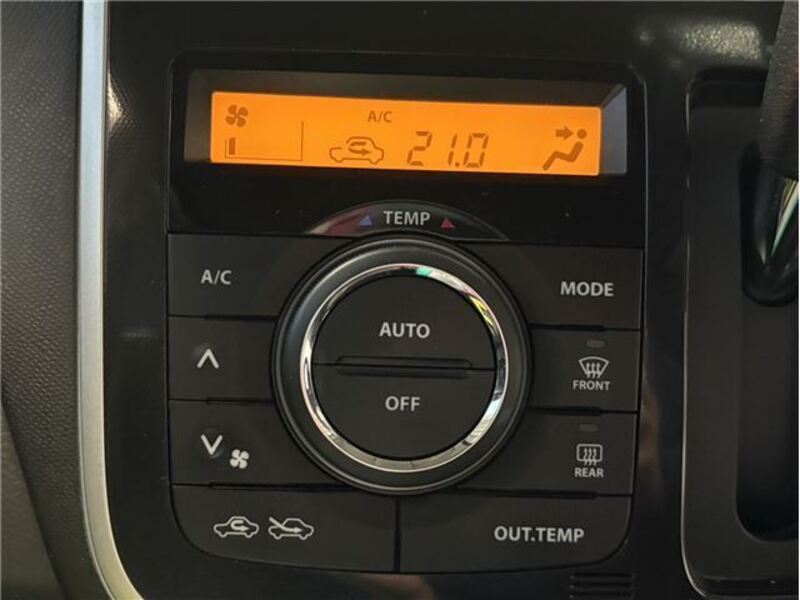 A/C
21.0
TEMP
A/C
MODE
AUTO
OFF
FRONT
REAR
OUT.TEMP